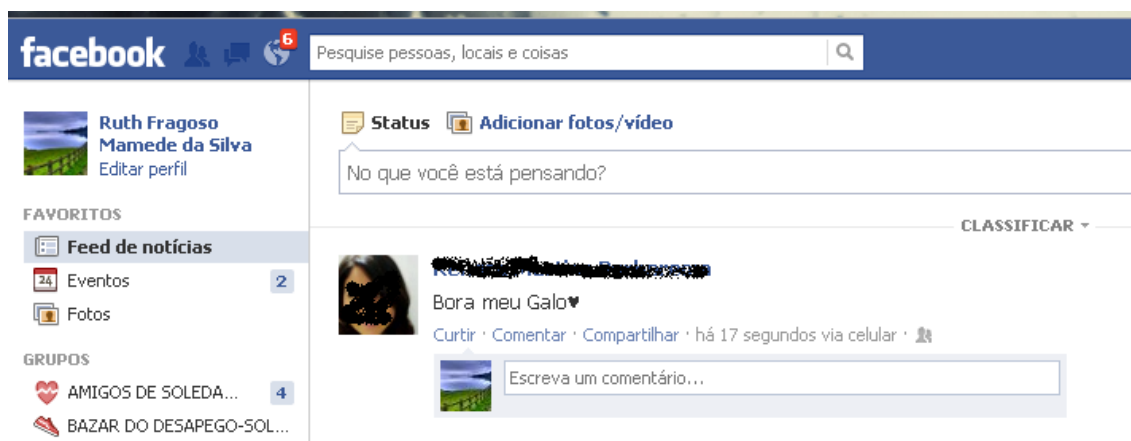 facebook
6
Pesquise pessoas, locais e coisas
Ruth Fragoso
Mamede da Silva
Editar perfil
FAVORITOS
Feed de notícias
24 Eventos 2
Fotos
GRUPOS
AMIGOS DE SOLEDA... 4
BAZAR DO DESAPEGO-SOL...
Status Adicionar fotos/vídeo
No que você está pensando?
CLASSIFICAR
Bora meu Galo♥
Curtir · Comentar · Compartilhar · há 17 segundos via celular ·
Escreva um comentário...